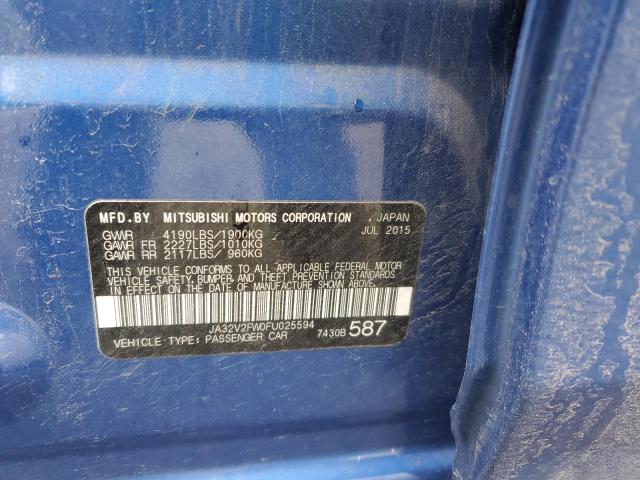 MFD.BY MITSUBISHI MOTORS CORPORATION . JAPAN
GVWR 4190LBS/1900KG JUL 2015
GAWR FR 2227LBS/1010KG
GAWR RR 2117LBS/ 960KG
THIS VEHICLE CONFORMS TO ALL APPLICABLE FEDERAL MOTOR
VEHICLE SAFETY, BUMPER, AND THEFT PREVENTION STANDARDS
IN EFFECT ON THE DATE OF MANUFACTURE SHOWN ABOVE.
JA32V2FW0FU025594
VEHICLE TYPE: PASSENGER CAR 7430B 587